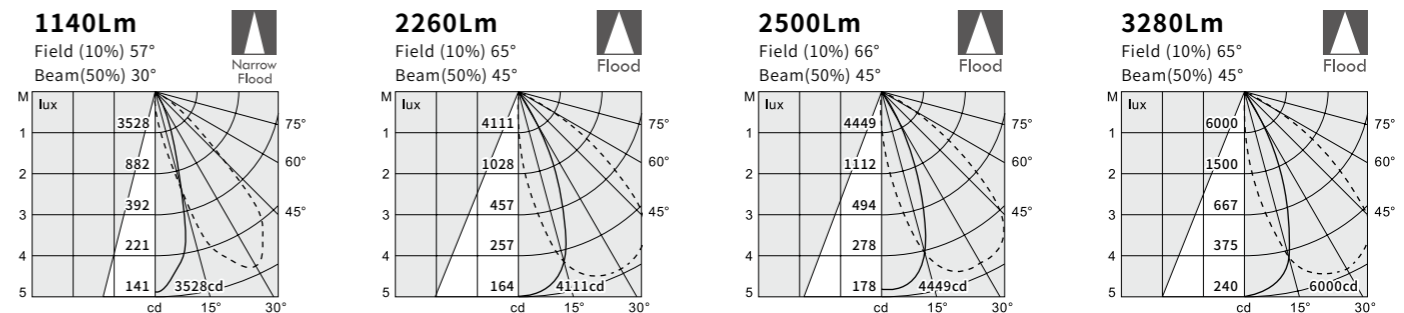 1140Lm
Field (10%) 57°
Beam(50%) 30°
Narrow
Flood
M
lux
1
2
3
4
5
3528
882
392
221
141
3528cd
75°
60°
45°
cd
15°
30°
2260Lm
Field (10%) 65°
Beam(50%) 45°
Flood
M
lux
1
2
3
4
5
4111
1028
457
257
164
4111cd
75°
60°
45°
cd
15°
30°
2500Lm
Field (10%) 66°
Beam(50%) 45°
Flood
M
lux
1
2
3
4
5
4449
1112
494
278
178
4449cd
75°
60°
45°
cd
15°
30°
3280Lm
Field (10%) 65°
Beam(50%) 45°
Flood
M
lux
1
2
3
4
5
6000
1500
667
375
240
6000cd
75°
60°
45°
cd
15°
30°